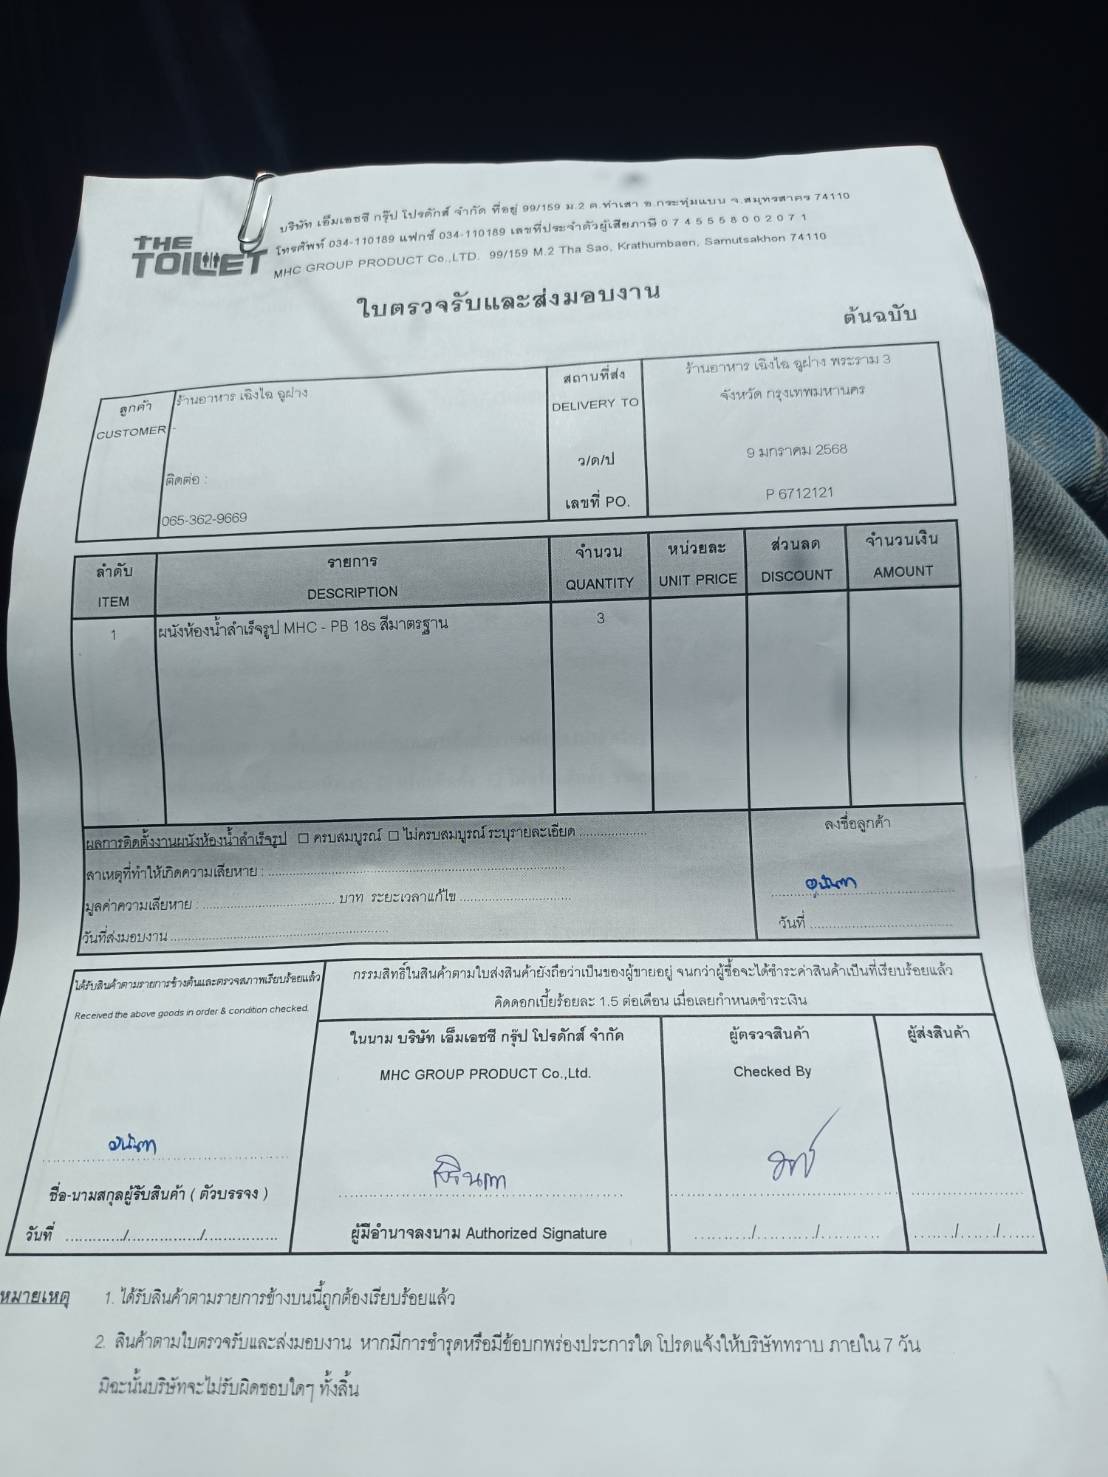 THE
TOILET
บริษัท เอ็มเอชซี กรุ๊ป โปรดักส์ จำกัด ที่อยู่ 99/159 ม.2 ต.ท่าเสา อ.กระทุ่มแบน จ.สมุทรสาคร 74110
โทรศัพท์ 034-110189 แฟกซ์ 034-110189 เลขที่ประจำตัวผู้เสียภาษี 0 7 4 5 5 5 8 0 0 2 0 7 1
MHC GROUP PRODUCT Co.,LTD. 99/159 M.2 Tha Sao, Krathumbaen, Samutsakhon 74110
ใบตรวจรับและส่งมอบงาน
ต้นฉบับ
ลูกค้า
CUSTOMER
ร้านอาหาร เฉิงไฉ ฉูฝาง
-
ติดต่อ :
065-362-9669
สถานที่ส่ง
DELIVERY TO
ร้านอาหาร เฉิงไฉ ฉูฝาง พระราม 3
จังหวัด กรุงเทพมหานคร
ว/ด/ป
9 มกราคม 2568
เลขที่ PO.
P 6712121
ลำดับ รายการ จำนวน หน่วยละ ส่วนลด จำนวนเงิน
ITEM DESCRIPTION QUANTITY UNIT PRICE DISCOUNT AMOUNT
1 ผนังห้องน้ำสำเร็จรูป MHC - PB 18s สีมาตรฐาน 3
ผลการติดตั้งงานผนังห้องน้ำสำเร็จรูป ☐ ครบสมบูรณ์ ☐ ไม่ครบสมบูรณ์ ระบุรายละเอียด ....................
สาเหตุที่ทำให้เกิดความเสียหาย : ....................
มูลค่าความเสียหาย : .................... บาท ระยะเวลาแก้ไข ....................
วันที่ส่งมอบงาน ....................
ลงชื่อลูกค้า
วันที่ ....................
ได้รับสินค้าตามรายการข้างต้นและตรวจสภาพเรียบร้อยแล้ว
Received the above goods in order & condition checked.
กรรมสิทธิ์ในสินค้าตามใบส่งสินค้ายังถือว่าเป็นของผู้ขายอยู่ จนกว่าผู้ซื้อจะได้ชำระค่าสินค้าเป็นที่เรียบร้อยแล้ว
คิดดอกเบี้ยร้อยละ 1.5 ต่อเดือน เมื่อเลยกำหนดชำระเงิน
ในนาม บริษัท เอ็มเอชซี กรุ๊ป โปรดักส์ จำกัด
MHC GROUP PRODUCT Co.,Ltd.
ผู้ตรวจสินค้า
Checked By
ผู้ส่งสินค้า
ชื่อ-นามสกุลผู้รับสินค้า ( ตัวบรรจง )
วันที่ ............/................/................
ผู้มีอำนาจลงนาม Authorized Signature
.........../.........../...........
......./....../......
หมายเหตุ 1. ได้รับสินค้าตามรายการข้างบนนี้ถูกต้องเรียบร้อยแล้ว
2. สินค้าตามใบตรวจรับและส่งมอบงาน หากมีการชำรุดหรือมีข้อบกพร่องประการใด โปรดแจ้งให้บริษัททราบ ภายใน 7 วัน
มิฉะนั้นบริษัทจะไม่รับผิดชอบใดๆ ทั้งสิ้น